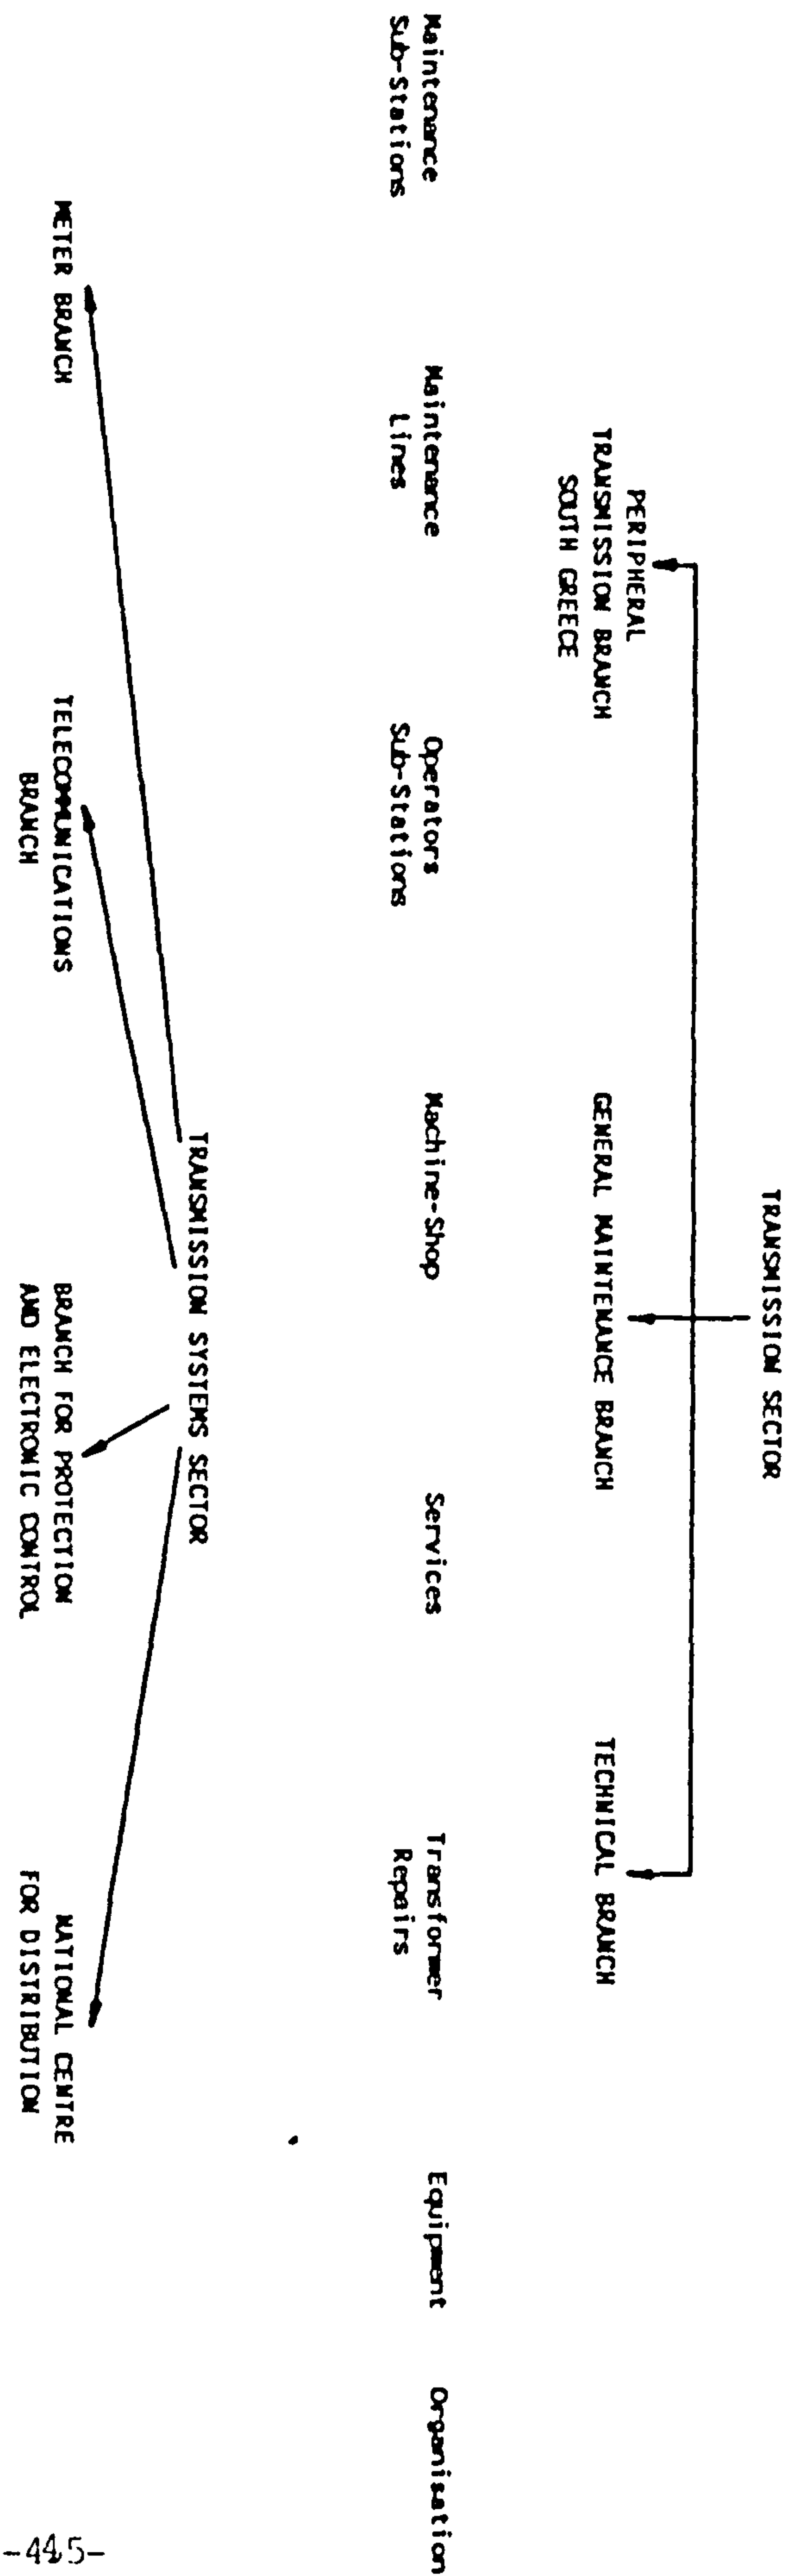 TRANSMISSION SECTOR
PERIPHERAL
TRANSMISSION BRANCH
SOUTH GREECE
GENERAL MAINTENANCE BRANCH
TECHNICAL BRANCH
Maintenance
Sub-Stations
Maintenance
Lines
Operators
Sub-Stations
Machine-Shop
Services
Transformer
Repairs
Equipment
Organisation
TRANSMISSION SYSTEMS SECTOR
METER BRANCH
TELECOMMUNICATIONS
BRANCH
BRANCH FOR PROTECTION
AND ELECTRONIC CONTROL
NATIONAL CENTRE
FOR DISTRIBUTION
-445-